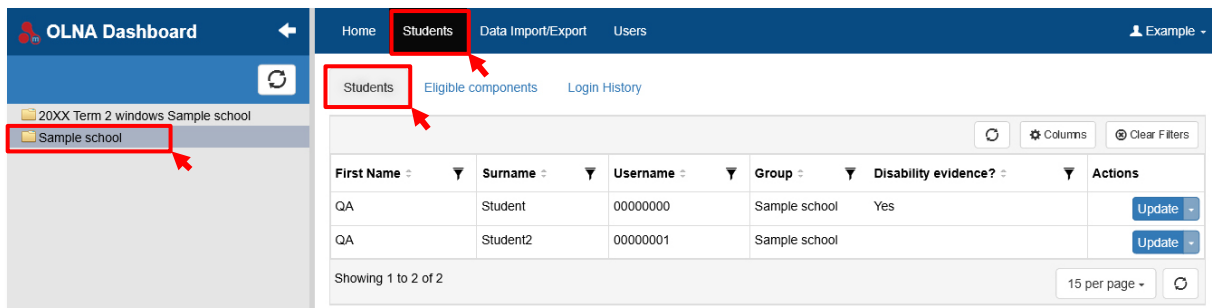 OLNA Dashboard
Home Students Data Import/Export Users Example
Students Eligible components Login History
20XX Term 2 windows Sample school
Sample school
Columns Clear Filters
First Name Surname Username Group Disability evidence? Actions
QA Student 00000000 Sample school Yes Update
QA Student2 00000001 Sample school Update
Showing 1 to 2 of 2
15 per page